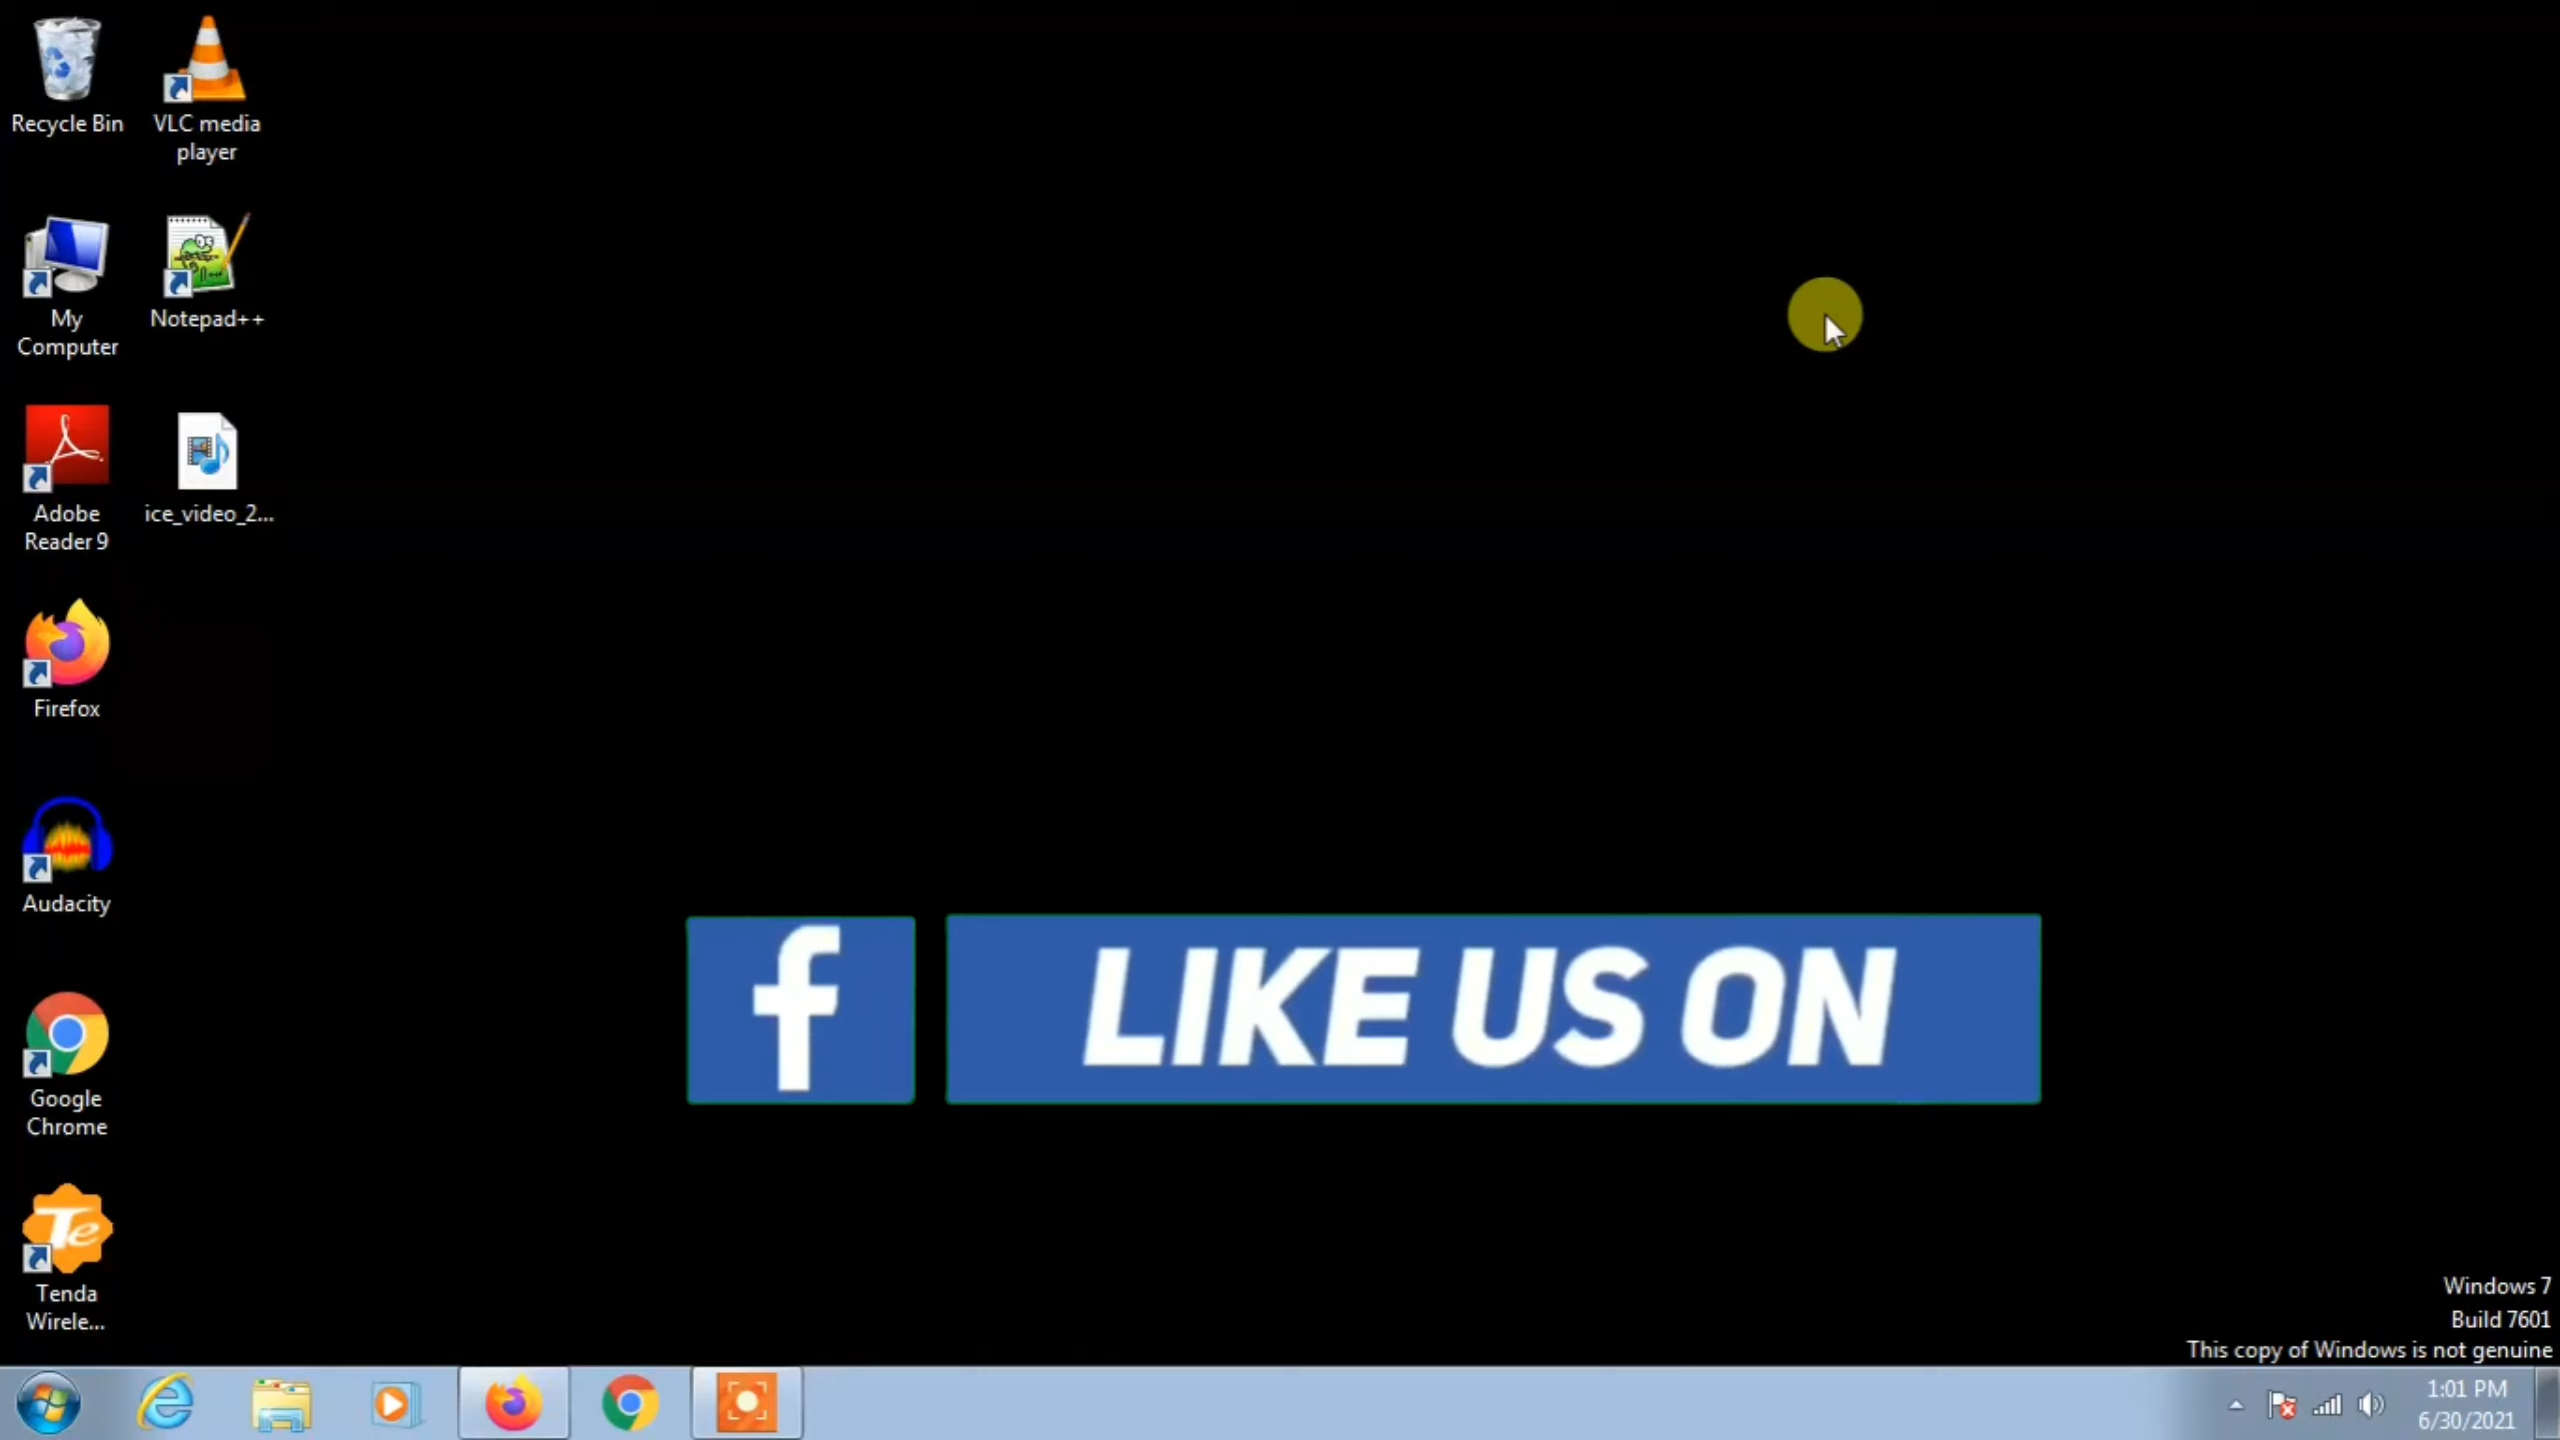 Recycle Bin
VLC media
player
My
Computer
Notepad++
Adobe
Reader 9
ice_video_2...
Firefox
Audacity
Google
Chrome
Te
Tenda
Wirele...
f
LIKE US ON
Windows 7
Build 7601
This copy of Windows is not genuine
1:01 PM
6/30/2021